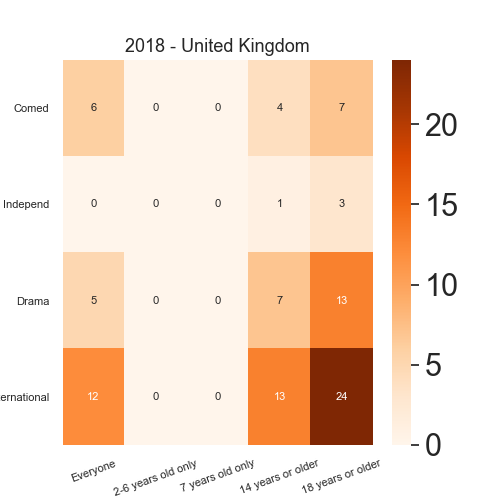 2018 - United Kingdom
Comed 6 0 0 4 7
Independ 0 0 0 1 3
Drama 5 0 0 7 13
ernational 12 0 0 13 24
Everyone 2-6 years old only 7 years old only 14 years or older 18 years or older
20
15
10
5
0